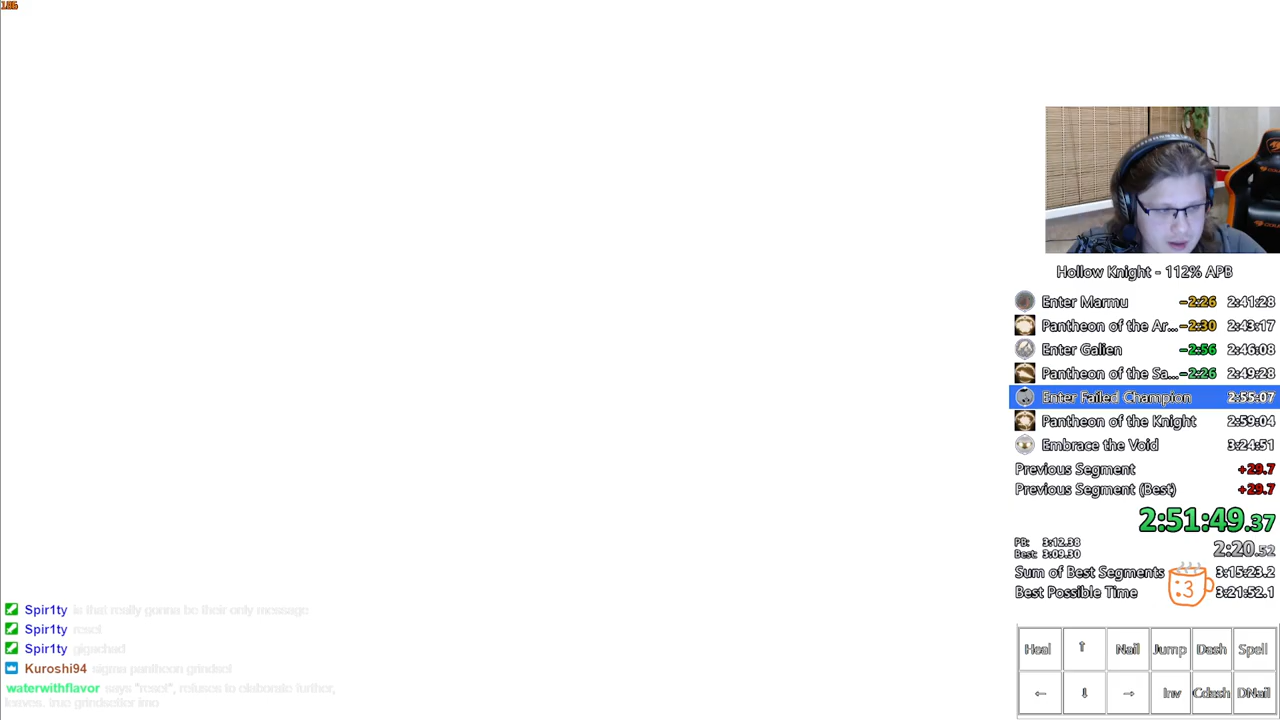 186
Hollow Knight - 112% APB
Enter Marmu −2:26 2:41:28
Pantheon of the Ar... −2:30 2:43:17
Enter Galien −2:56 2:46:08
Pantheon of the Sa... −2:26 2:49:28
Enter Failed Champion 2:55:07
Pantheon of the Knight 2:59:04
Embrace the Void 3:24:51
Previous Segment +29.7
Previous Segment (Best) +29.7
2:51:49.37
PB: 3:12.38 2:20.52
Best: 3:09.30
Sum of Best Segments 3:15:23.2
Best Possible Time 3:21:52.1
:3
Spir1ty is that really gonna be their only message
Spir1ty reset
Spir1ty gigachad
Kuroshi94 sigma pantheon grindset
waterwithflavor says "reset", refuses to elaborate further,
leaves. true grindsetter imo
Heal ↑ Nail Jump Dash Spell
← ↓ → Inv Cdash DNail